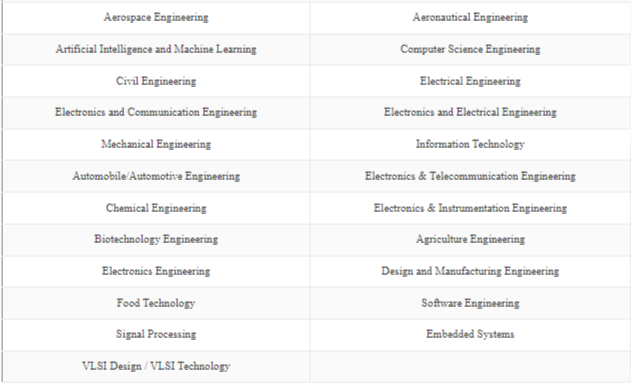 Aerospace Engineering Aeronautical Engineering
Artificial Intelligence and Machine Learning Computer Science Engineering
Civil Engineering Electrical Engineering
Electronics and Communication Engineering Electronics and Electrical Engineering
Mechanical Engineering Information Technology
Automobile/Automotive Engineering Electronics & Telecommunication Engineering
Chemical Engineering Electronics & Instrumentation Engineering
Biotechnology Engineering Agriculture Engineering
Electronics Engineering Design and Manufacturing Engineering
Food Technology Software Engineering
Signal Processing Embedded Systems
VLSI Design / VLSI Technology